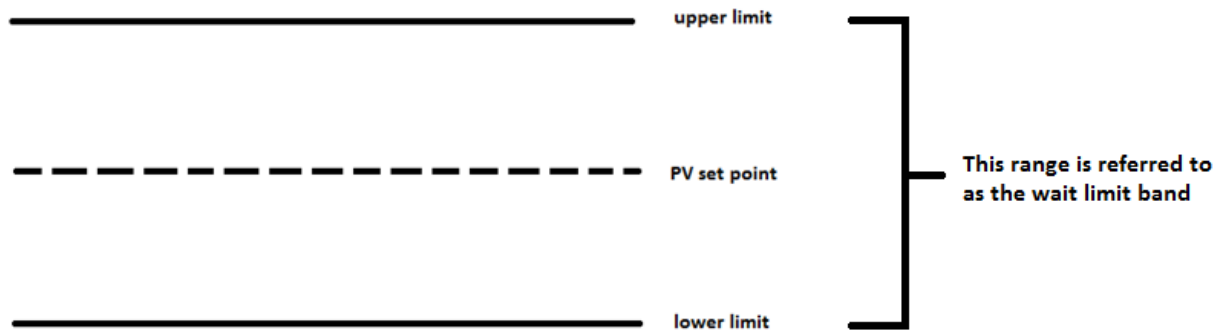 upper limit
PV set point
This range is referred to
as the wait limit band
lower limit